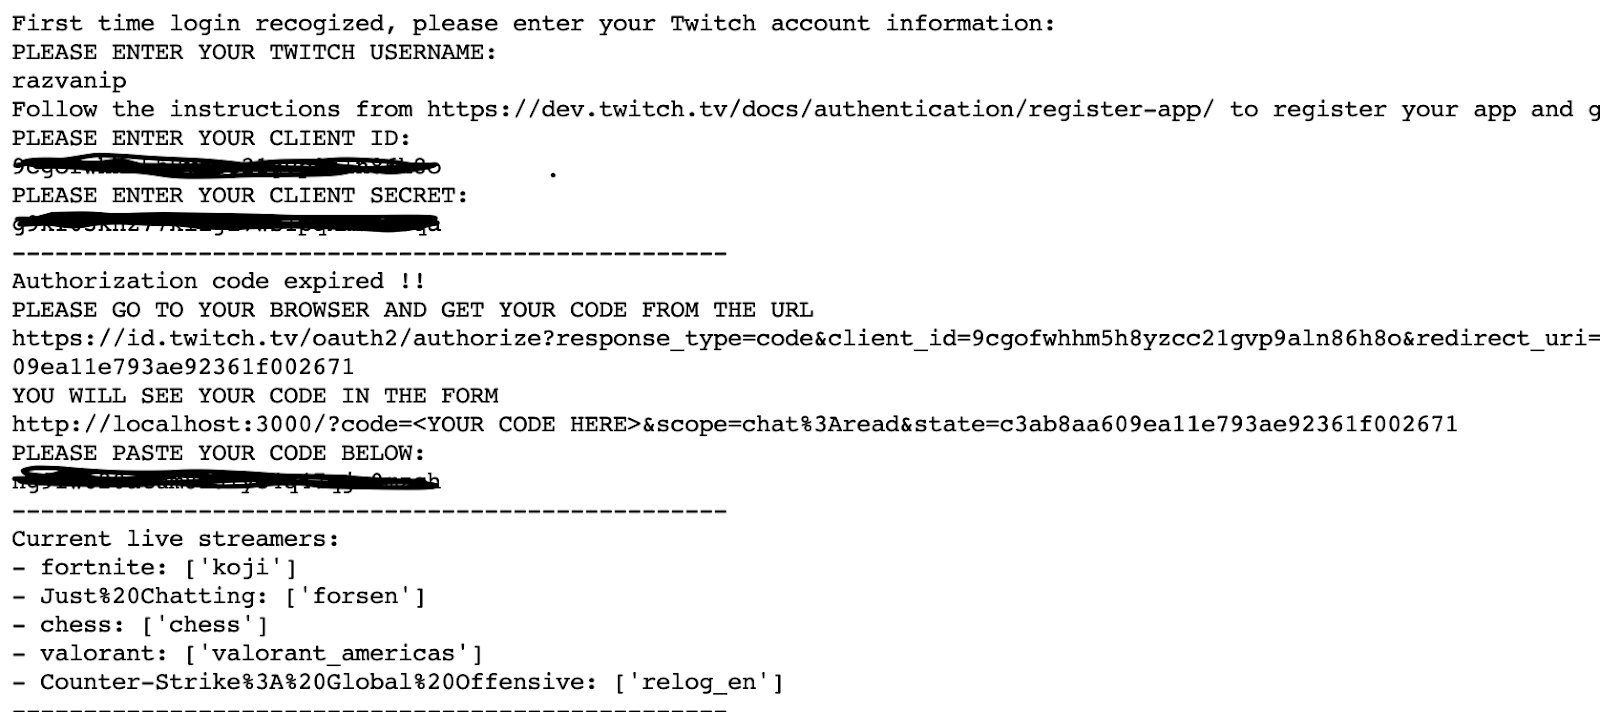 First time login recogized, please enter your Twitch account information:
PLEASE ENTER YOUR TWITCH USERNAME:
razvanip
Follow the instructions from https://dev.twitch.tv/docs/authentication/register-app/ to register your app and g
PLEASE ENTER YOUR CLIENT ID:
PLEASE ENTER YOUR CLIENT SECRET:
--------------------------------------------------
Authorization code expired !!
PLEASE GO TO YOUR BROWSER AND GET YOUR CODE FROM THE URL
https://id.twitch.tv/oauth2/authorize?response_type=code&client_id=9cgofwhhm5h8yzcc21gvp9aln86h8o&redirect_uri=
09ea11e793ae92361f002671
YOU WILL SEE YOUR CODE IN THE FORM
http://localhost:3000/?code=<YOUR CODE HERE>&scope=chat%3Aread&state=c3ab8aa609ea11e793ae92361f002671
PLEASE PASTE YOUR CODE BELOW:
--------------------------------------------------
Current live streamers:
- fortnite: ['koji']
- Just%20Chatting: ['forsen']
- chess: ['chess']
- valorant: ['valorant_americas']
- Counter-Strike%3A%20Global%20Offensive: ['relog_en']
--------------------------------------------------